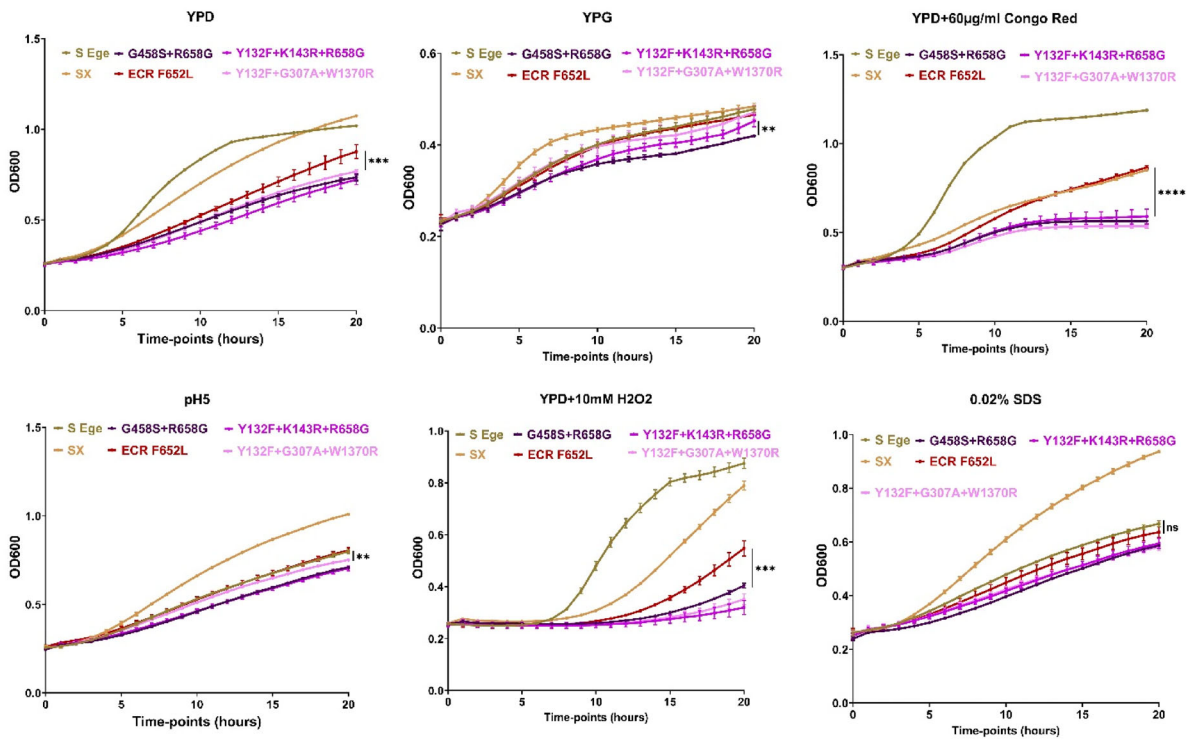 YPD
S Ege G458S+R658G Y132F+K143R+R658G
SX ECR F652L Y132F+G307A+W1370R
1.5
1.0
0.5
0.0
OD600
***
0 5 10 15 20
Time-points (hours)
YPG
S Ege G458S+R658G Y132F+K143R+R658G
SX ECR F652L Y132F+G307A+W1370R
0.6
0.4
0.2
0.0
OD600
**
0 5 10 15 20
Time-points (hours)
YPD+60µg/ml Congo Red
S Ege G458S+R658G Y132F+K143R+R658G
SX ECR F652L Y132F+G307A+W1370R
1.5
1.0
0.5
0.0
OD600
****
0 5 10 15 20
Time-points (hours)
pH5
S Ege G458S+R658G Y132F+K143R+R658G
SX ECR F652L Y132F+G307A+W1370R
1.5
1.0
0.5
0.0
OD600
**
0 5 10 15 20
Time-points (hours)
YPD+10mM H2O2
S Ege G458S+R658G Y132F+K143R+R658G
SX ECR F652L Y132F+G307A+W1370R
1.0
0.8
0.6
0.4
0.2
0.0
OD600
***
0 5 10 15 20
Time-points (hours)
0.02% SDS
S Ege G458S+R658G Y132F+K143R+R658G
SX ECR F652L
Y132F+G307A+W1370R
1.0
0.8
0.6
0.4
0.2
0.0
OD600
ns
0 5 10 15 20
Time-points (hours)